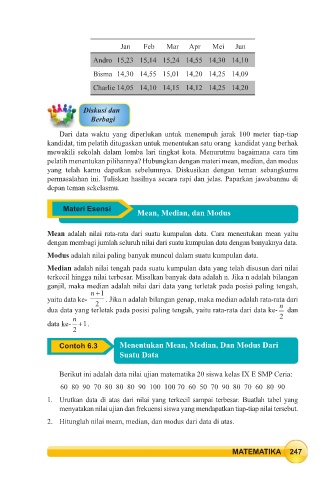 Jan Feb Mar Apr Mei Jun
Andro 15,23 15,14 15,24 14,55 14,30 14,10
Bisma 14,30 14,55 15,01 14,20 14,25 14,09
Charlie 14,05 14,10 14,15 14,12 14,25 14,20
Diskusi dan
Berbagi
Dari data waktu yang diperlukan untuk menempuh jarak 100 meter tiap-tiap
kandidat, tim pelatih ditugaskan untuk menentukan satu orang kandidat yang berhak
mewakili sekolah dalam lomba lari tingkat kota. Menurutmu bagaimana cara tim
pelatih menentukan pilihannya? Hubungkan dengan materi mean, median, dan modus
yang telah kamu dapatkan sebelumnya. Diskusikan dengan teman sebangkumu
permasalahan ini. Tuliskan hasilnya secara rapi dan jelas. Paparkan jawabanmu di
depan teman sekelasmu.
Materi Esensi
Mean, Median, dan Modus
Mean adalah nilai rata-rata dari suatu kumpulan data. Cara menentukan mean yaitu
dengan membagi jumlah seluruh nilai dari suatu kumpulan data dengan banyaknya data.
Modus adalah nilai paling banyak muncul dalam suatu kumpulan data.
Median adalah nilai tengah pada suatu kumpulan data yang telah disusun dari nilai
terkecil hingga nilai terbesar. Misalkan banyak data adalah n. Jika n adalah bilangan
ganjil, maka median adalah nilai dari data yang terletak pada posisi paling tengah,
yaitu data ke- n + 1 / 2 . Jika n adalah bilangan genap, maka median adalah rata-rata dari
dua data yang terletak pada posisi paling tengah, yaitu rata-rata dari data ke- n / 2 dan
data ke- n / 2 + 1 .
Contoh 6.3 Menentukan Mean, Median, Dan Modus Dari
Suatu Data
Berikut ini adalah data nilai ujian matematika 20 siswa kelas IX E SMP Ceria:
60 80 90 70 80 80 80 90 100 100 70 60 50 70 90 80 70 60 80 90
1. Urutkan data di atas dari nilai yang terkecil sampai terbesar. Buatlah tabel yang
menyatakan nilai ujian dan frekuensi siswa yang mendapatkan tiap-tiap nilai tersebut.
2. Hitunglah nilai mean, median, dan modus dari data di atas.
MATEMATIKA 247